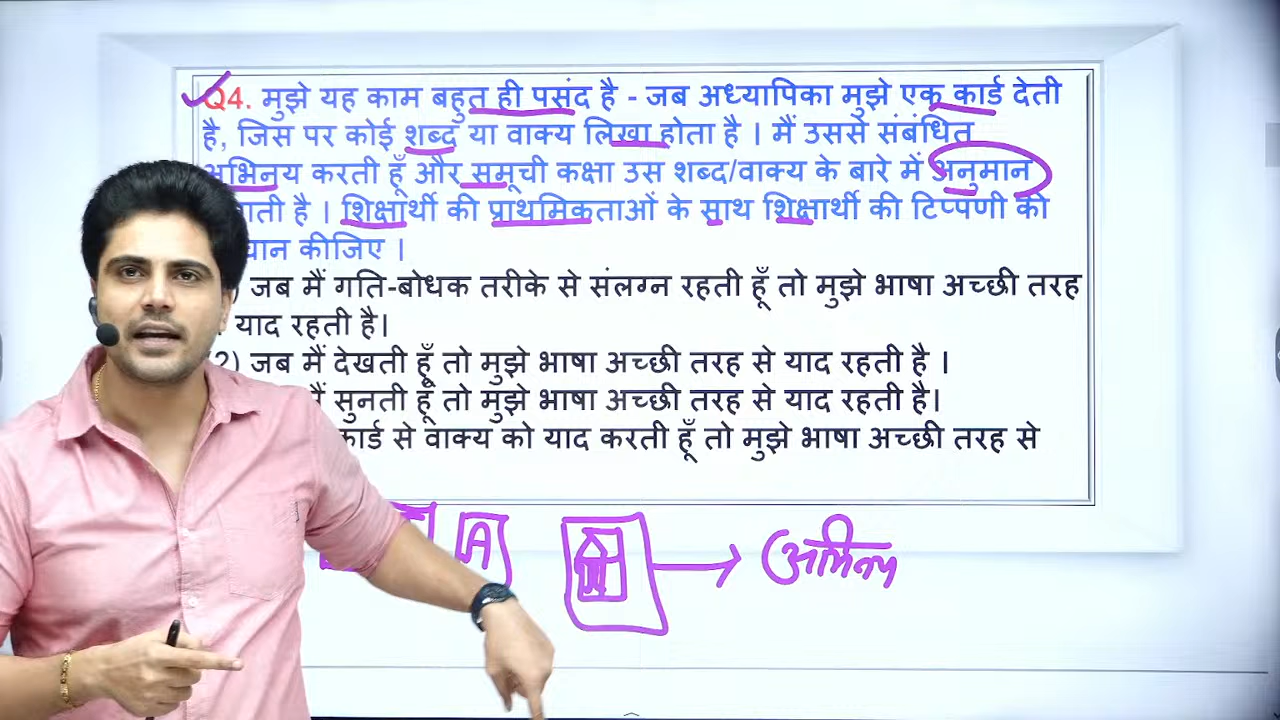 Q4. मुझे यह काम बहुत ही पसंद है - जब अध्यापिका मुझे एक कार्ड देती
है, जिस पर कोई शब्द या वाक्य लिखा होता है । मैं उससे संबंधित
अभिनय करती हूँ और समूची कक्षा उस शब्द/वाक्य के बारे में अनुमान
। शिक्षार्थी की प्राथमिकताओं के साथ शिक्षार्थी की टिप्पणी की
कीजिए ।
जब मैं गति-बोधक तरीके से संलग्न रहती हूँ तो मुझे भाषा अच्छी तरह
याद रहती है।
(2) जब मैं देखती हूँ तो मुझे भाषा अच्छी तरह से याद रहती है ।
सुनती हूँ तो मुझे भाषा अच्छी तरह से याद रहती है।
कार्ड से वाक्य को याद करती हूँ तो मुझे भाषा अच्छी तरह से
A
अभिनय